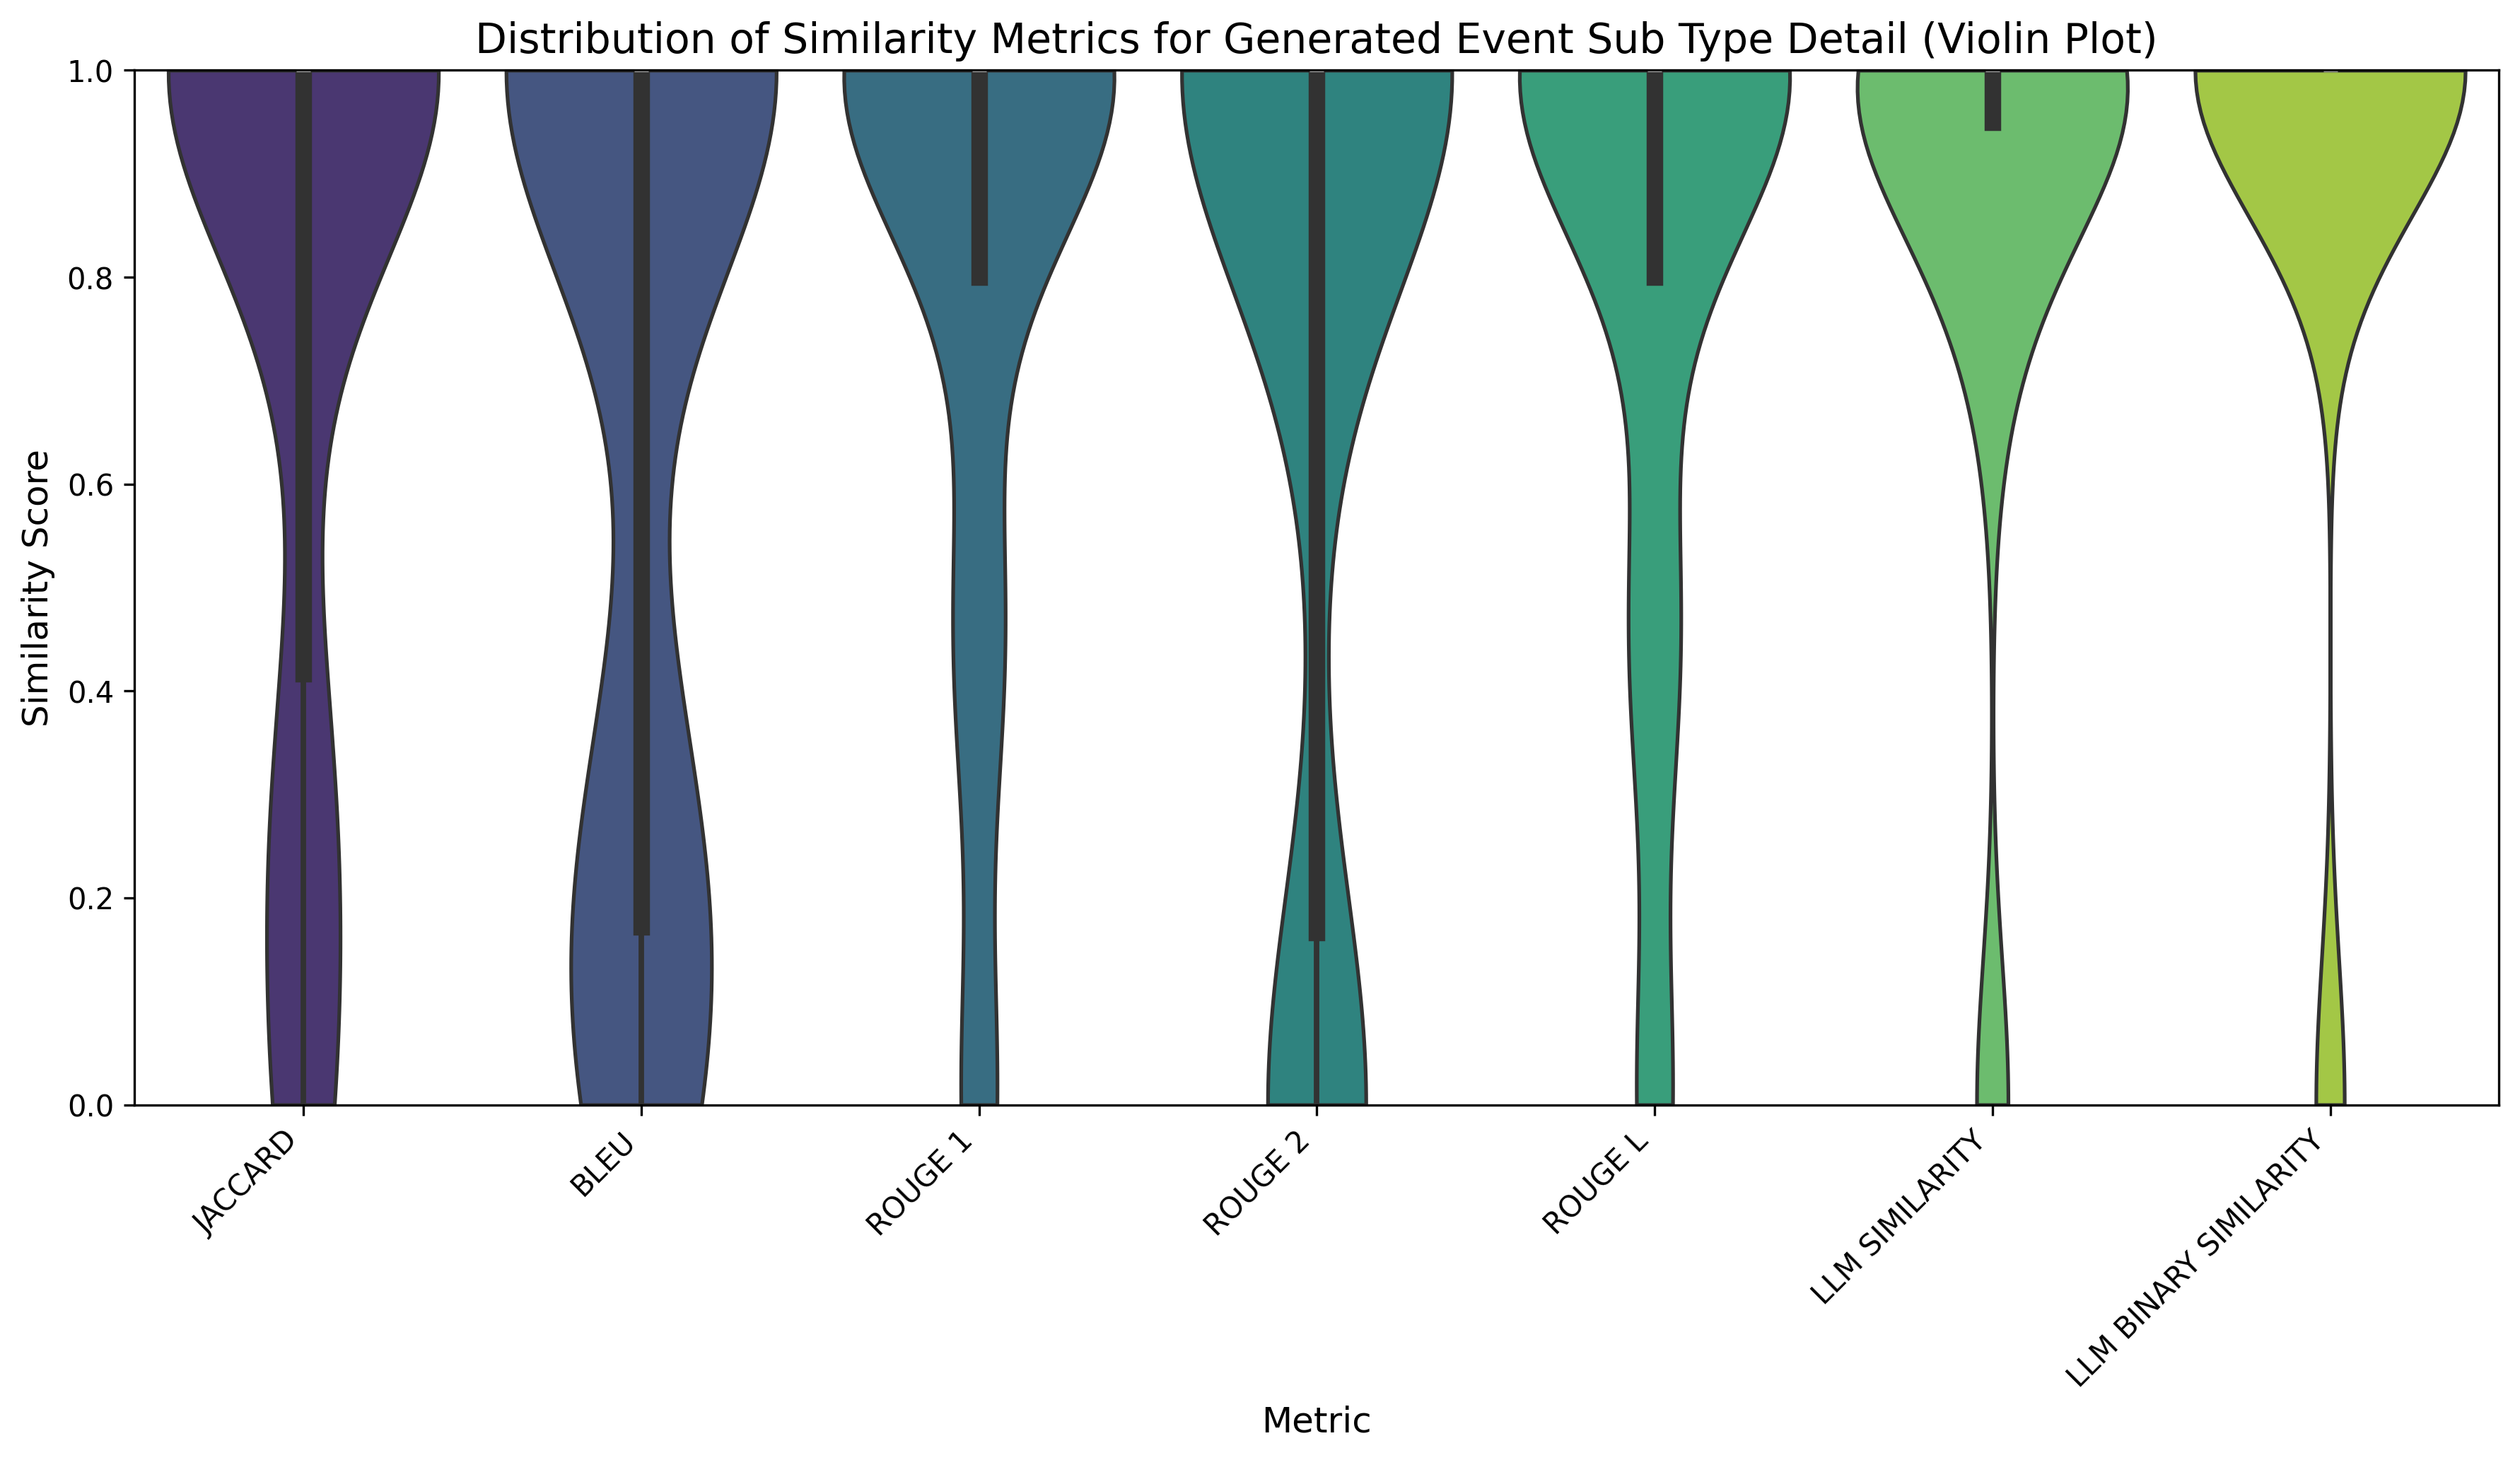 Distribution of Similarity Metrics for Generated Event Sub Type Detail (Violin Plot)
Similarity Score
1.0
0.8
0.6
0.4
0.2
0.0
JACCARD
BLEU
ROUGE 1
ROUGE 2
ROUGE L
LLM SIMILARITY
LLM BINARY SIMILARITY
Metric